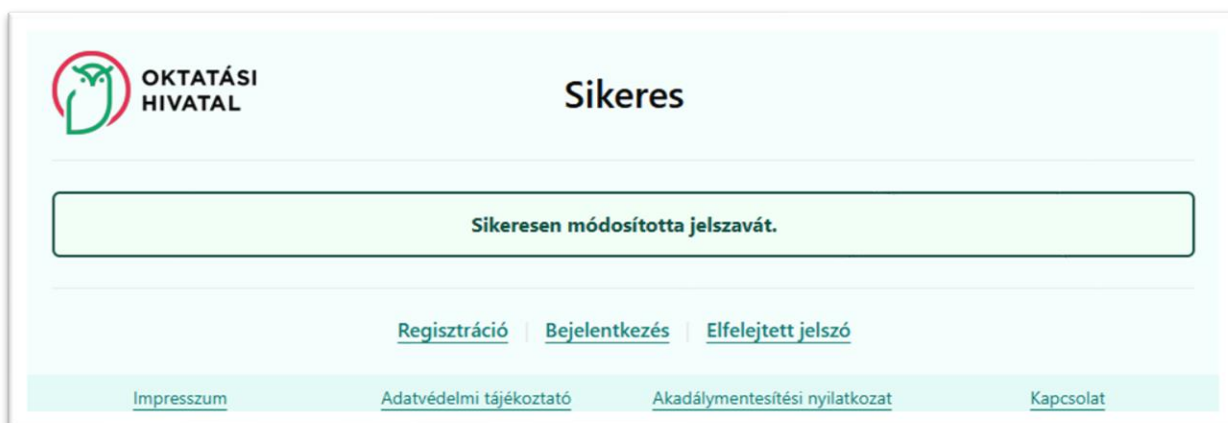 OKTATÁSI
HIVATAL
Sikeres
Sikeresen módosította jelszavát.
Regisztráció | Bejelentkezés | Elfelejtett jelszó
Impresszum Adatvédelmi tájékoztató Akadálymentesítési nyilatkozat Kapcsolat